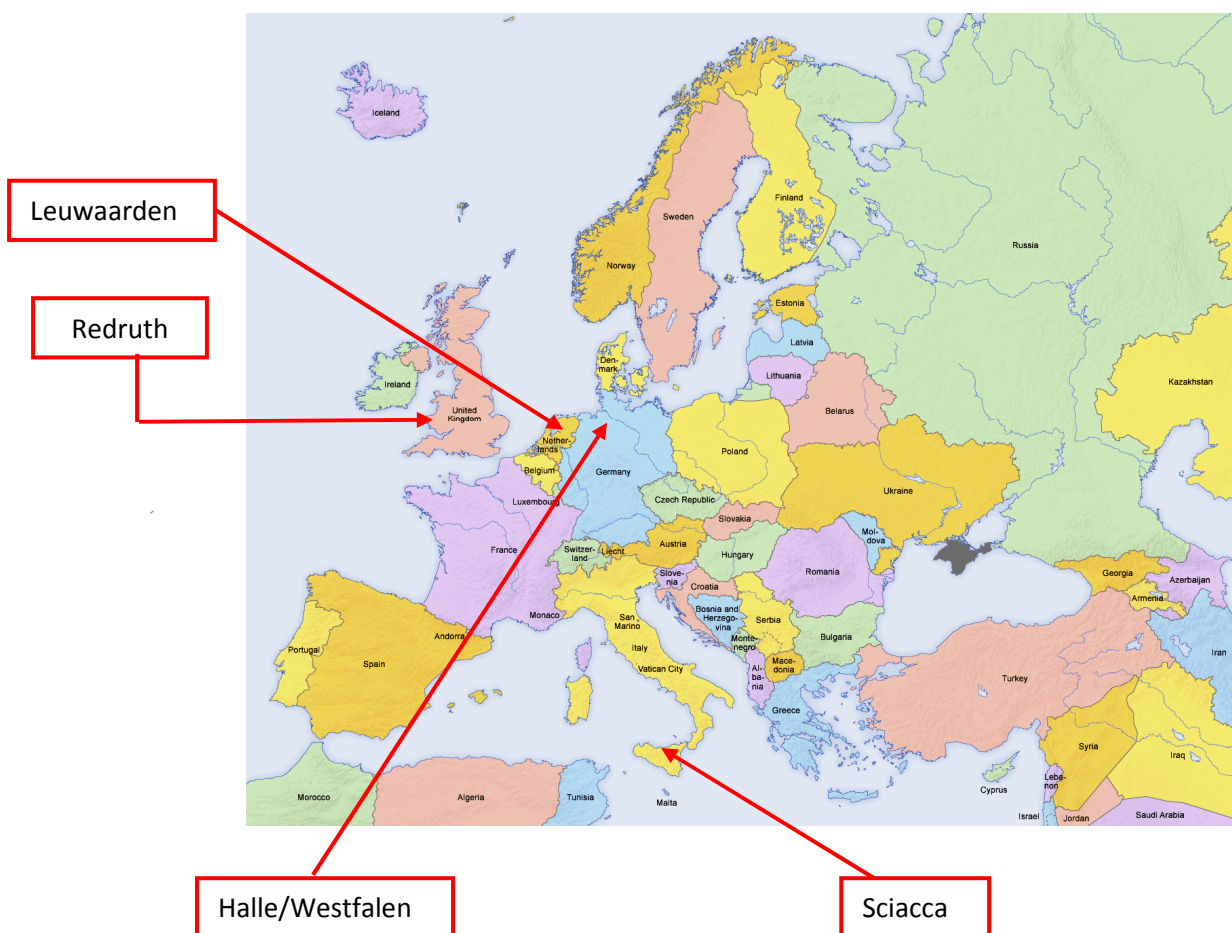 Iceland
Leuwaarden
Finland
Sweden
Russia
Norway
Redruth
Estonia
Latvia
Den-
mark
Lithuania
Kazakhstan
Ireland
United
Kingdom
Belarus
Nether-
lands
Poland
Belgium
Germany
Ukraine
Luxembourg
Czech Republic
Slovakia
Mol-
dova
France
Switzer-
land
Liecht
Austria
Hungary
Romania
Slove-
nia
Croatia
Georgia
Azerbaijan
Armenia
Monaco
San
Marino
Bosnia and
Herzego-
vina
Serbia
Andorra
Monte-
negro
Bulgaria
Portugal
Spain
Italy
Vatican City
Mace-
donia
Al-
ba-
nia
Iran
Turkey
Greece
Syria
Iraq
Morocco
Algeria
Tunisia
Malta
Cyprus
Leba-
non
Israel
Jordan
Saudi Arabia
Halle/Westfalen
Sciacca